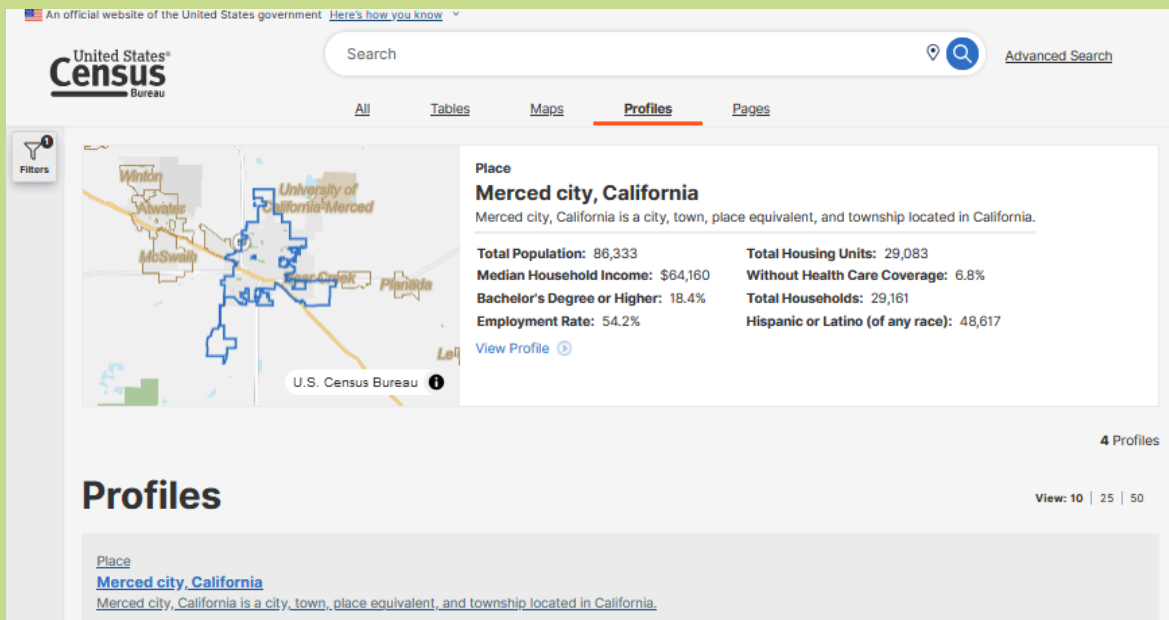 An official website of the United States government Here's how you know
United States®
Census
Bureau
Search
Advanced Search
All Tables Maps Profiles Pages
1
Filters
Winton
Atwater
McSwain
University of
California-Merced
Bear Creek
Planada
U.S. Census Bureau
Place
Merced city, California
Merced city, California is a city, town, place equivalent, and township located in California.
Total Population: 86,333 Total Housing Units: 29,083
Median Household Income: $64,160 Without Health Care Coverage: 6.8%
Bachelor's Degree or Higher: 18.4% Total Households: 29,161
Employment Rate: 54.2% Hispanic or Latino (of any race): 48,617
View Profile
4 Profiles
Profiles
View: 10 | 25 | 50
Place
Merced city, California
Merced city, California is a city, town, place equivalent, and township located in California.